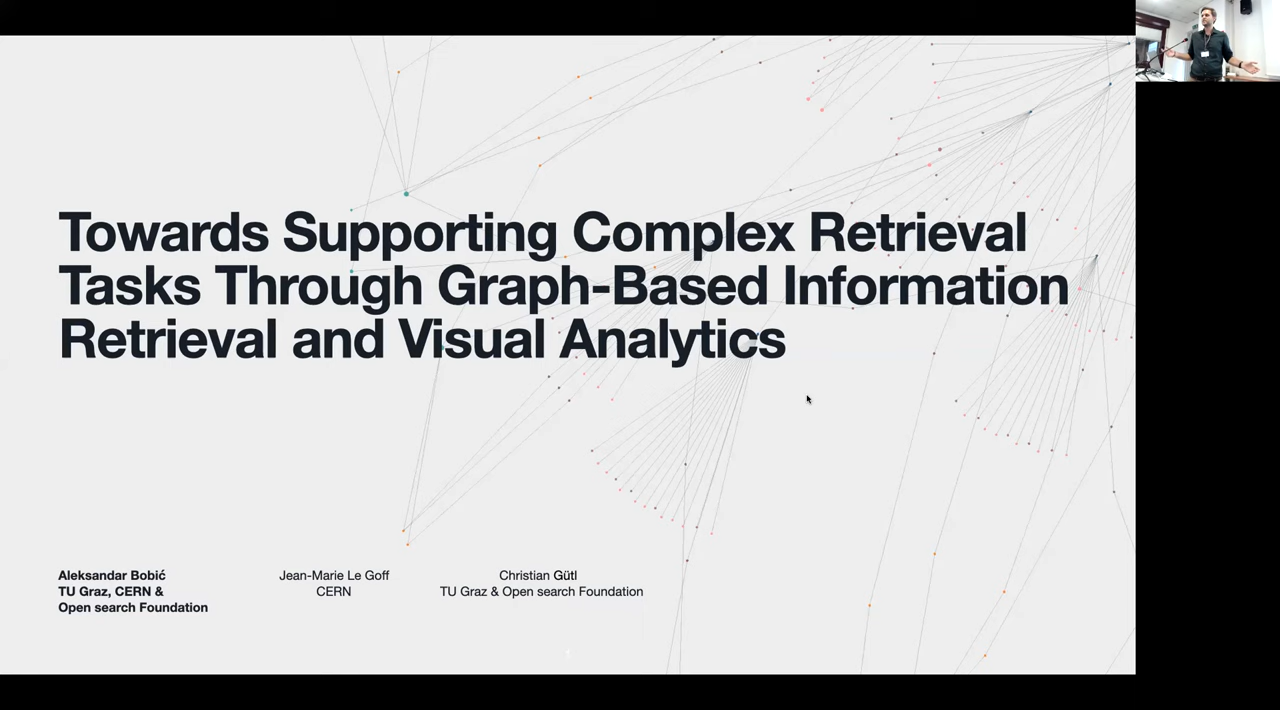 Towards Supporting Complex Retrieval
Tasks Through Graph-Based Information
Retrieval and Visual Analytics
Aleksandar Bobić
TU Graz, CERN &
Open search Foundation
Jean-Marie Le Goff
CERN
Christian Gütl
TU Graz & Open search Foundation